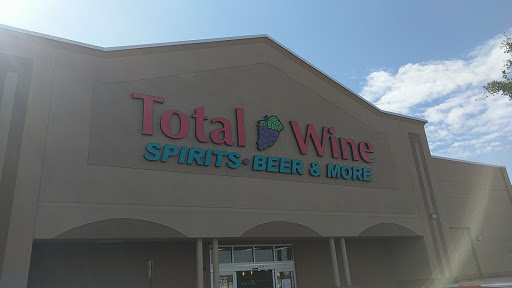 Total Wine
SPIRITS • BEER & MORE